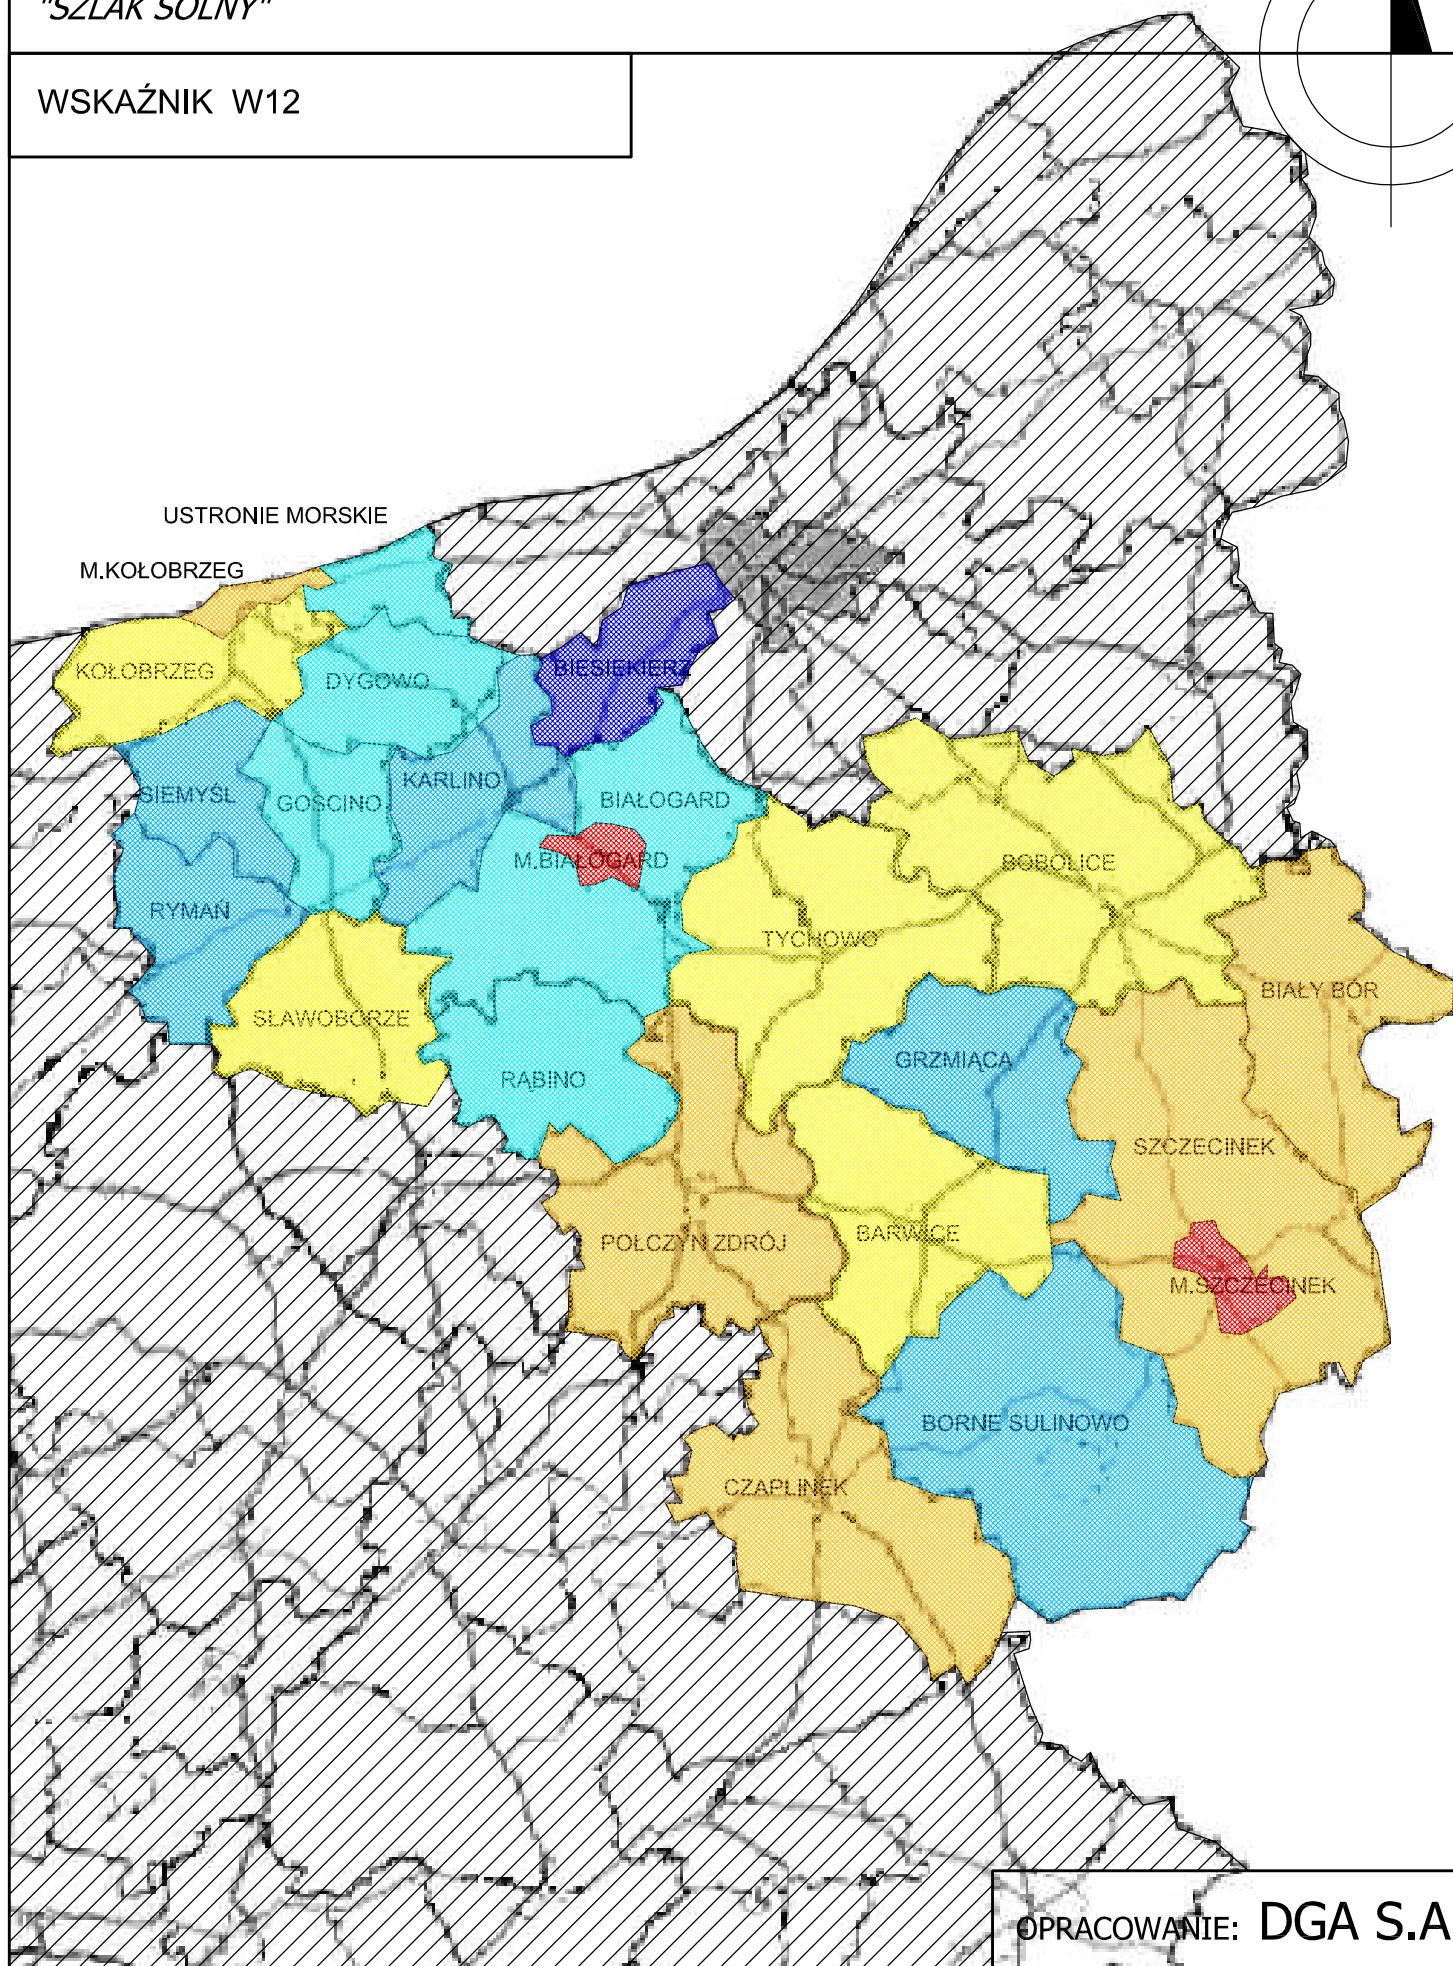 "SZLAK SOLNY"
WSKAŹNIK W12
USTRONIE MORSKIE
M.KOŁOBRZEG
KOŁOBRZEG
DYGOWO
BIESIEKIERZ
SIEMYŚL
GOŚCINO
KARLINO
BIAŁOGARD
M.BIAŁOGARD
BOBOLICE
RYMAŃ
TYCHOWO
SŁAWOBORZE
BIAŁY BÓR
RĄBINO
GRZMIĄCA
SZCZECINEK
POŁCZYN ZDRÓJ
BARWICE
M.SZCZECINEK
BORNE SULINOWO
CZAPLINEK
OPRACOWANIE: DGA S.A